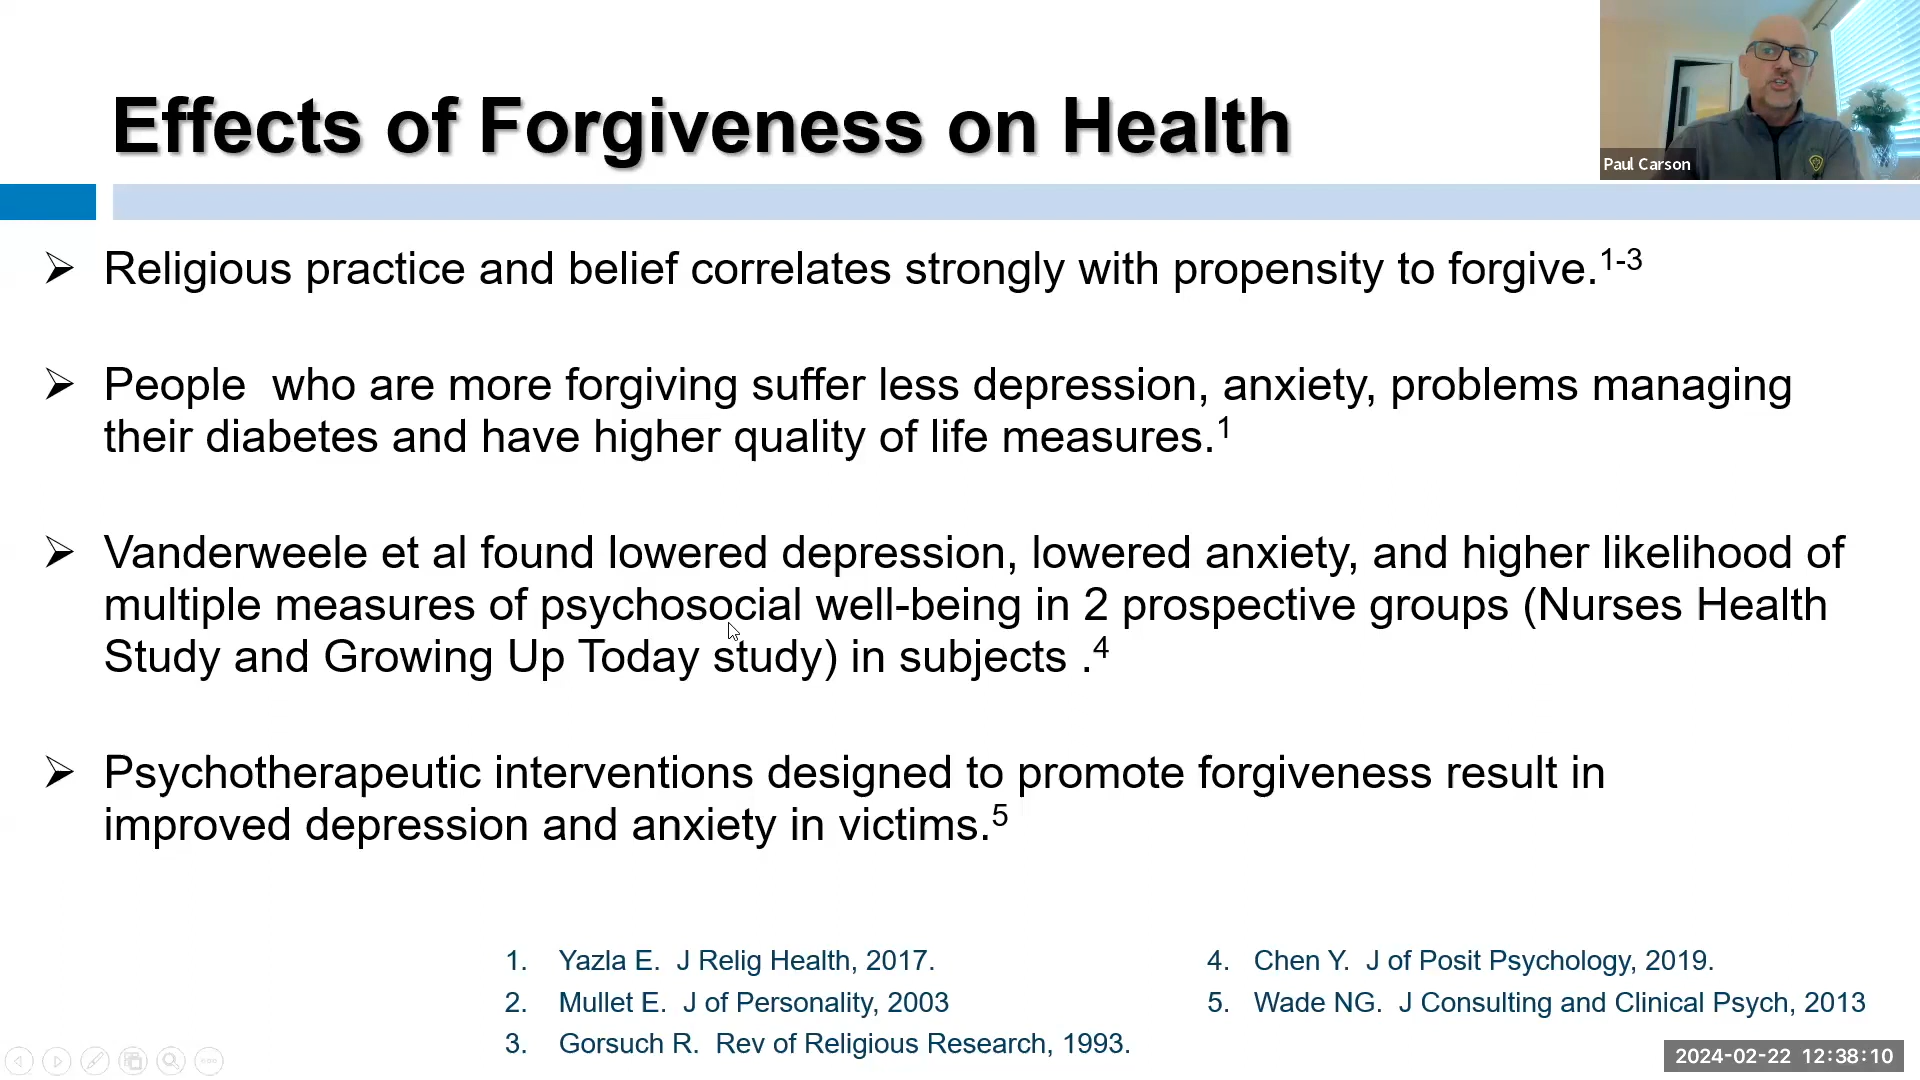 Effects of Forgiveness on Health
Paul Carson
Religious practice and belief correlates strongly with propensity to forgive.1-3
People who are more forgiving suffer less depression, anxiety, problems managing
their diabetes and have higher quality of life measures.1
Vanderweele et al found lowered depression, lowered anxiety, and higher likelihood of
multiple measures of psychosocial well-being in 2 prospective groups (Nurses Health
Study and Growing Up Today study) in subjects .4
Psychotherapeutic interventions designed to promote forgiveness result in
improved depression and anxiety in victims.5
1. Yazla E. J Relig Health, 2017.
2. Mullet E. J of Personality, 2003
3. Gorsuch R. Rev of Religious Research, 1993.
4. Chen Y. J of Posit Psychology, 2019.
5. Wade NG. J Consulting and Clinical Psych, 2013
2024-02-22 12:38:10